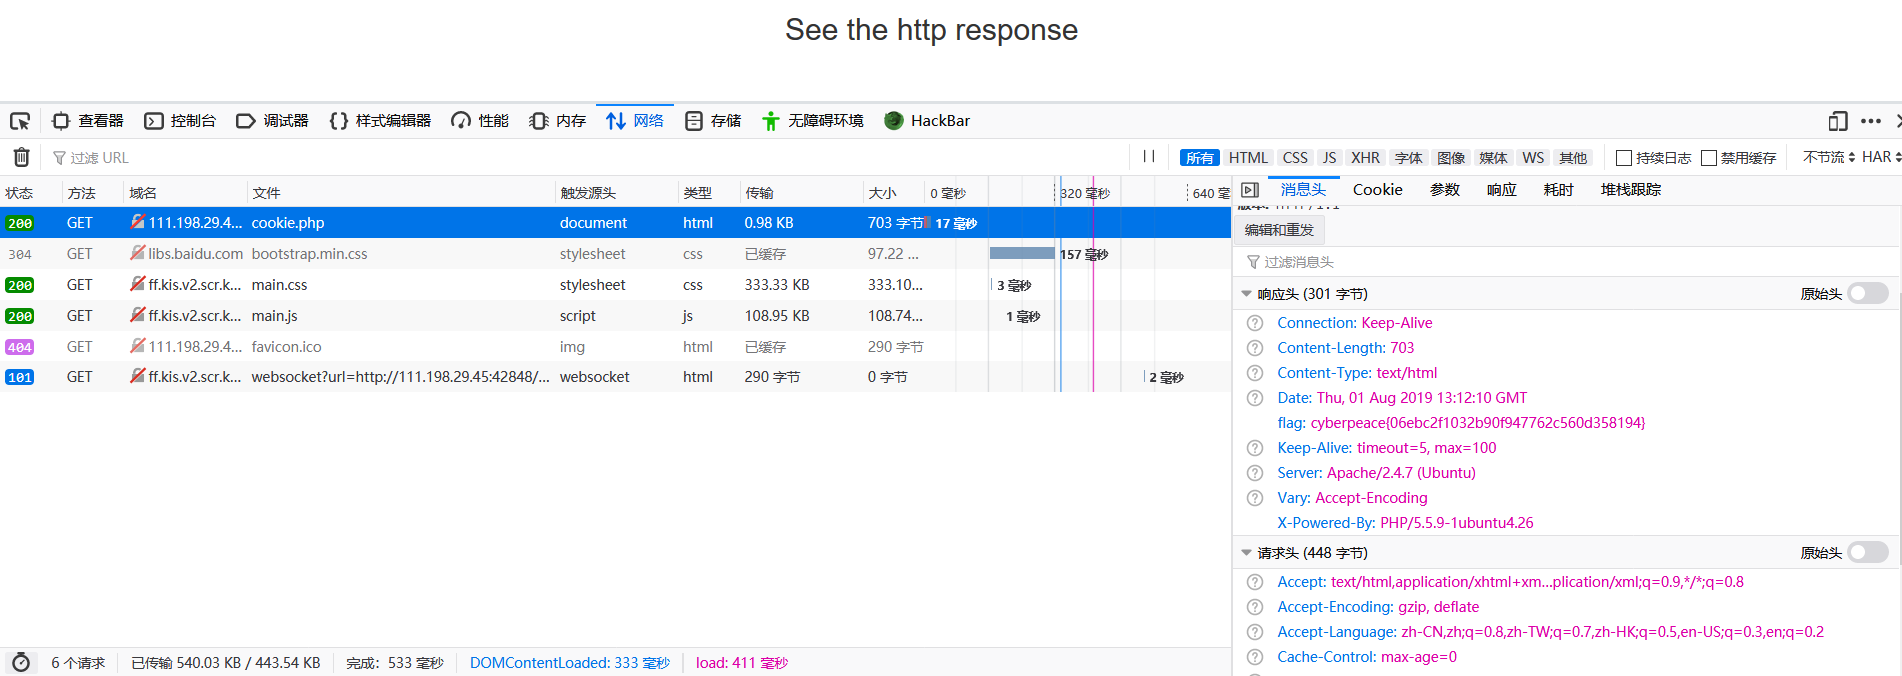 See the http response
查看器 控制台 调试器 {} 样式编辑器 性能 内存 网络 存储 无障碍环境 HackBar
过滤 URL 所有 HTML CSS JS XHR 字体 图像 媒体 WS 其他 持续日志 禁用缓存 不节流 HAR
状态 方法 域名 文件 触发源头 类型 传输 大小 0 毫秒 320 毫秒 640 毫
200 GET 111.198.29.4... cookie.php document html 0.98 KB 703 字节 17 毫秒
304 GET libs.baidu.com bootstrap.min.css stylesheet css 已缓存 97.22 ... 157 毫秒
200 GET ff.kis.v2.scr.k... main.css stylesheet css 333.33 KB 333.10... 3 毫秒
200 GET ff.kis.v2.scr.k... main.js script js 108.95 KB 108.74... 1 毫秒
404 GET 111.198.29.4... favicon.ico img html 已缓存 290 字节
101 GET ff.kis.v2.scr.k... websocket?url=http://111.198.29.45:42848/... websocket html 290 字节 0 字节 2 毫秒
6 个请求 已传输 540.03 KB / 443.54 KB 完成: 533 毫秒 DOMContentLoaded: 333 毫秒 load: 411 毫秒
消息头 Cookie 参数 响应 耗时 堆栈跟踪
编辑和重发
过滤消息头
响应头 (301 字节) 原始头
Connection: Keep-Alive
Content-Length: 703
Content-Type: text/html
Date: Thu, 01 Aug 2019 13:12:10 GMT
flag: cyberpeace{06ebc2f1032b90f947762c560d358194}
Keep-Alive: timeout=5, max=100
Server: Apache/2.4.7 (Ubuntu)
Vary: Accept-Encoding
X-Powered-By: PHP/5.5.9-1ubuntu4.26
请求头 (448 字节) 原始头
Accept: text/html,application/xhtml+xm...plication/xml;q=0.9,*/*;q=0.8
Accept-Encoding: gzip, deflate
Accept-Language: zh-CN,zh;q=0.8,zh-TW;q=0.7,zh-HK;q=0.5,en-US;q=0.3,en;q=0.2
Cache-Control: max-age=0